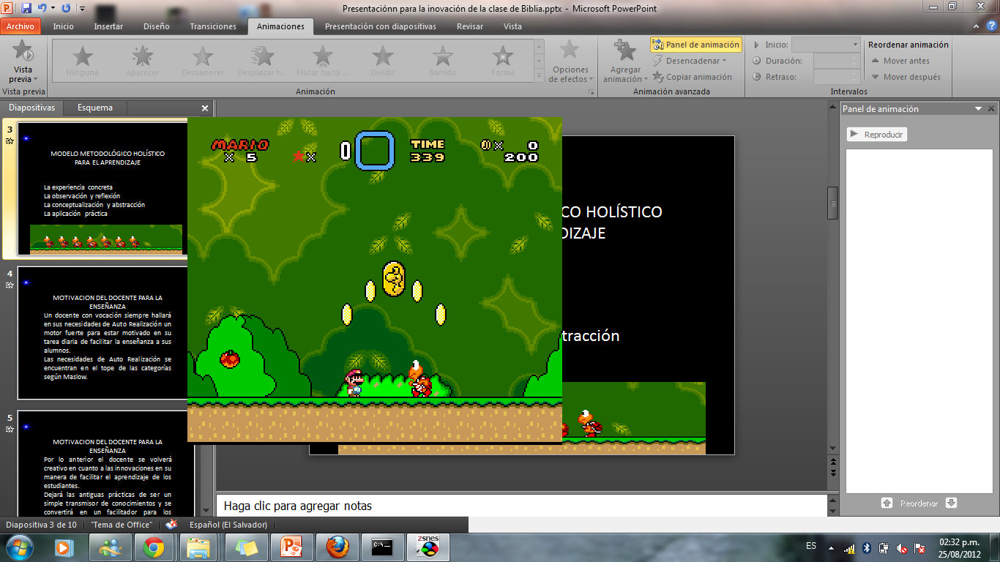 Presentaciónn para la inovación de la clase de Biblia.pptx - Microsoft PowerPoint
Archivo Inicio Insertar Diseño Transiciones Animaciones Presentación con diapositivas Revisar Vista
Vista previa
Ninguna Aparecer Desvanecer Desplazar h... Flotar hacia ... Dividir Barrido Forma
Opciones de efectos
Agregar animación
Panel de animación
Desencadenar
Copiar animación
Inicio:
Duración:
Retraso:
Reordenar animación
Mover antes
Mover después
Vista previa Animación Animación avanzada Intervalos
Diapositivas Esquema
3
MODELO METODOLÓGICO HOLÍSTICO
PARA EL APRENDIZAJE
La experiencia concreta
La observación y reflexión
La conceptualización y abstracción
La aplicación práctica
4
MOTIVACION DEL DOCENTE PARA LA
ENSEÑANZA
Un docente con vocación siempre hallará
en sus necesidades de Auto Realización un
motor fuerte para estar motivado en su
tarea diaria de facilitar la enseñanza a sus
alumnos.
Las necesidades de Auto Realización se
encuentran en el tope de las categorías
según Maslow.
5
MOTIVACION DEL DOCENTE PARA LA
ENSEÑANZA
Por lo anterior el docente se volverá
creativo en cuanto a las innovaciones en su
manera de facilitar el aprendizaje de los
estudiantes.
Dejará las antiguas prácticas de ser un
simple transmisor de conocimientos y se
convertirá en un facilitador para los
MARIO TIME x 0
x 5 x 0 339 200
CO HOLÍSTICO
DIZAJE
tracción
Panel de animación
Reproducir
Reordenar
Haga clic para agregar notas
Diapositiva 3 de 10 "Tema de Office" Español (El Salvador)
C:\
zsnes
ES
02:32 p.m.
25/08/2012